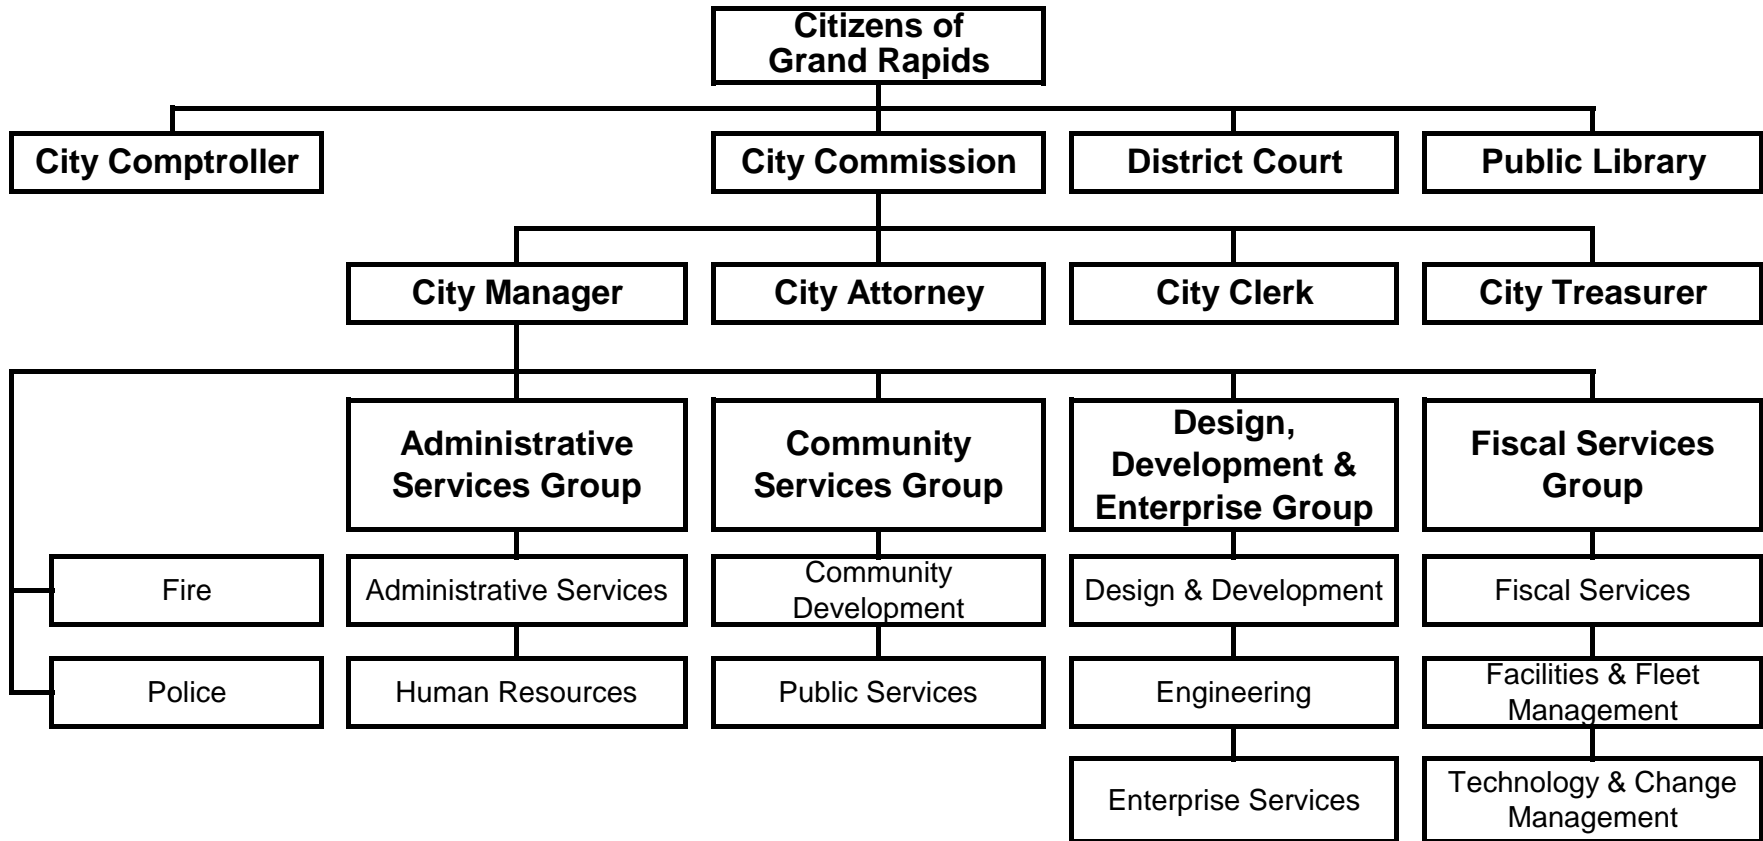 Citizens of
Grand Rapids
City Comptroller
City Commission
District Court
Public Library
City Manager
City Attorney
City Clerk
City Treasurer
Administrative
Services Group
Community
Services Group
Design,
Development &
Enterprise Group
Fiscal Services
Group
Fire
Administrative Services
Community
Development
Design & Development
Fiscal Services
Police
Human Resources
Public Services
Engineering
Facilities & Fleet
Management
Enterprise Services
Technology & Change
Management